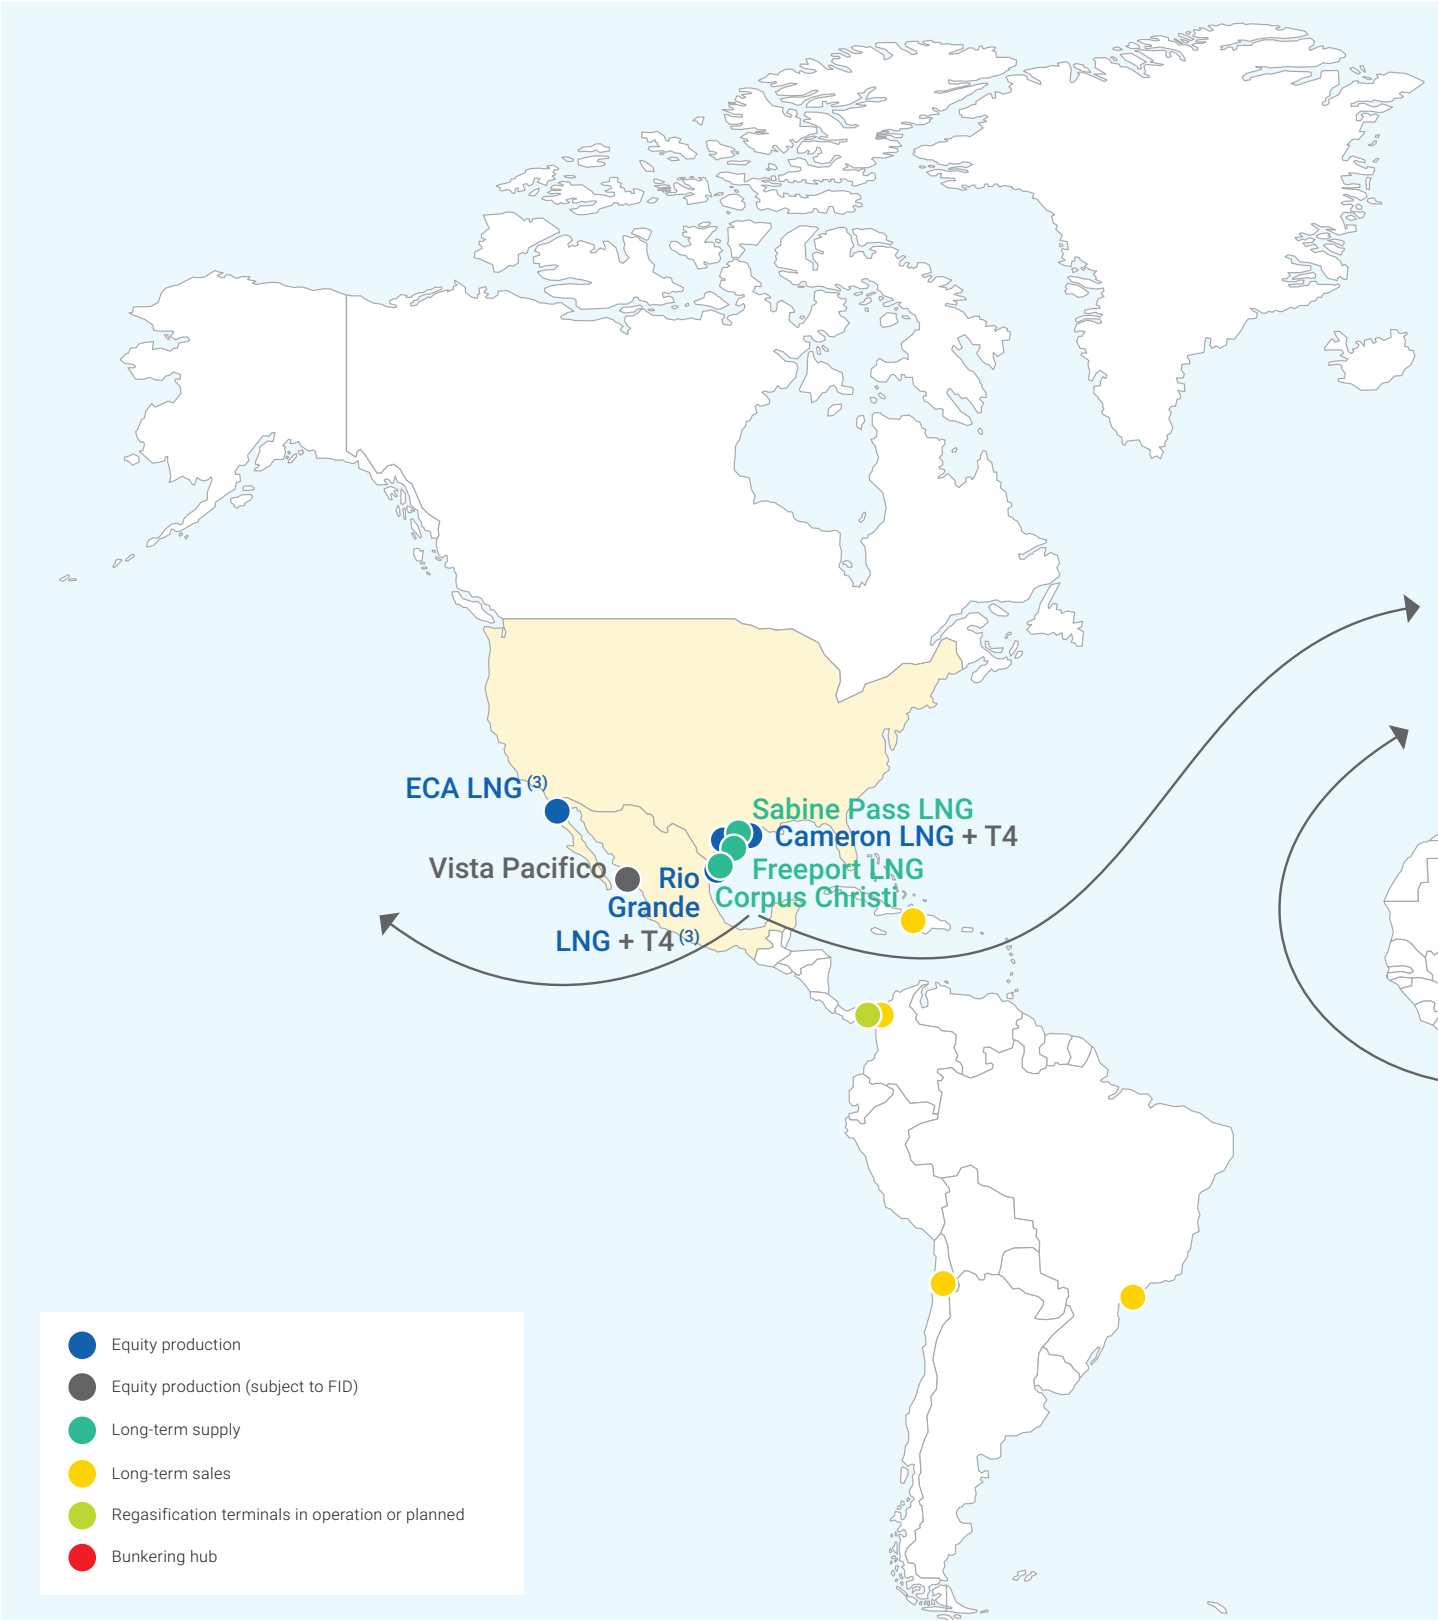 ECA LNG (3)
Sabine Pass LNG
Cameron LNG + T4
Vista Pacifico
Freeport LNG
Rio
Grande
LNG + T4 (3)
Corpus Christi
Equity production
Equity production (subject to FID)
Long-term supply
Long-term sales
Regasification terminals in operation or planned
Bunkering hub